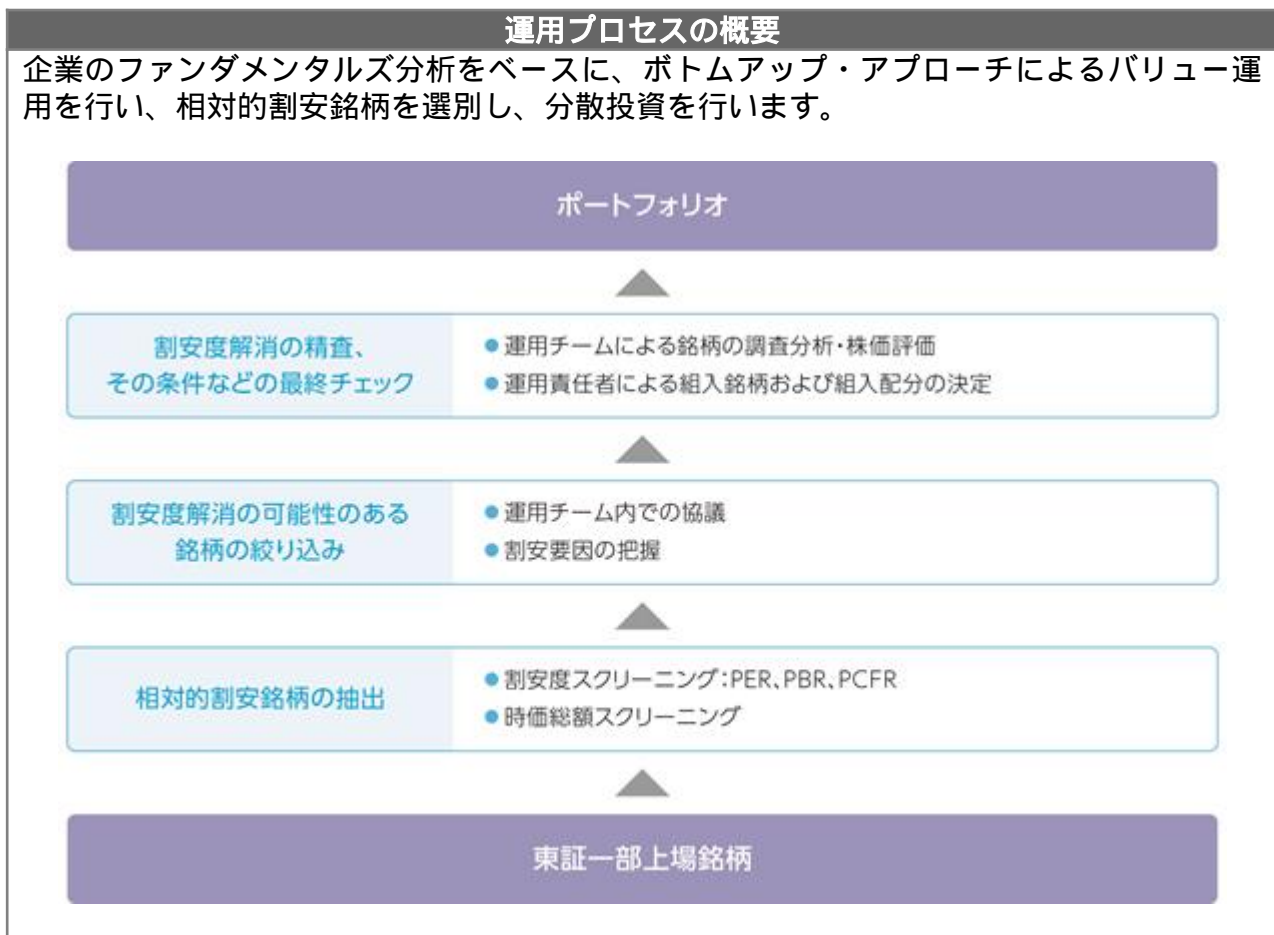 運用プロセスの概要
企業のファンダメンタルズ分析をベースに、ボトムアップ・アプローチによるバリュー運
用を行い、相対的割安銘柄を選別し、分散投資を行います。
ポートフォリオ
割安度解消の精査、
その条件などの最終チェック
●運用チームによる銘柄の調査分析・株価評価
●運用責任者による組入銘柄および組入配分の決定
割安度解消の可能性のある
銘柄の絞り込み
●運用チーム内での協議
●割安要因の把握
相対的割安銘柄の抽出
●割安度スクリーニング：PER、PBR、PCFR
●時価総額スクリーニング
東証一部上場銘柄